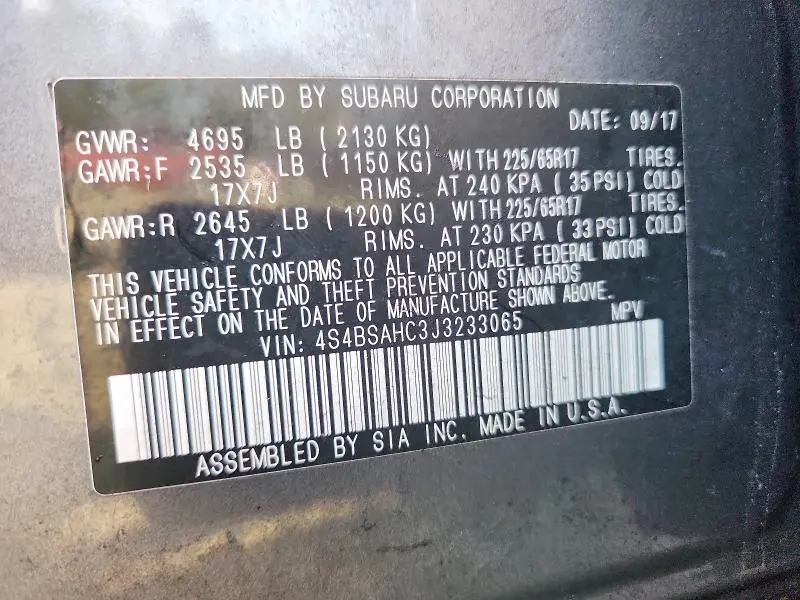 MFD BY SUBARU CORPORATION
DATE: 09/17
GVWR: 4695 LB ( 2130 KG)
GAWR:F 2535 LB ( 1150 KG) WITH 225/65R17 TIRES.
17X7J RIMS. AT 240 KPA ( 35 PSI) COLD
GAWR:R 2645 LB ( 1200 KG) WITH 225/65R17 TIRES.
17X7J RIMS. AT 230 KPA ( 33 PSI) COLD
THIS VEHICLE CONFORMS TO ALL APPLICABLE FEDERAL MOTOR
VEHICLE SAFETY AND THEFT PREVENTION STANDARDS
IN EFFECT ON THE DATE OF MANUFACTURE SHOWN ABOVE.
VIN: 4S4BSAHC3J3233065 MPV
ASSEMBLED BY SIA INC. MADE IN U.S.A.